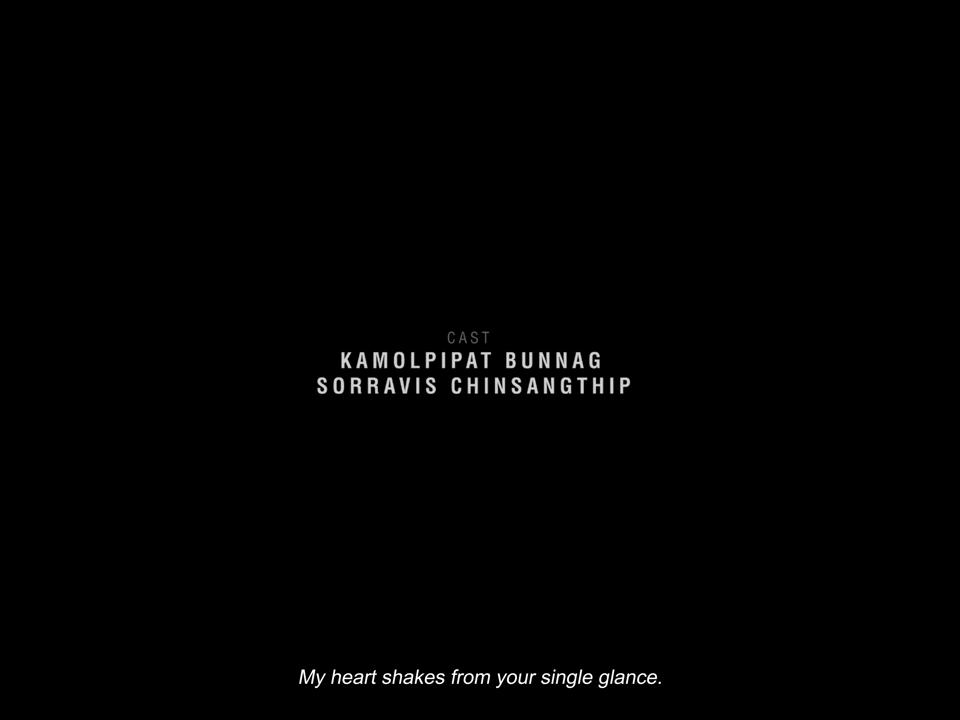 CAST
KAMOLPIPAT BUNNAG
SORRAVIS CHINSANGTHIP
My heart shakes from your single glance.